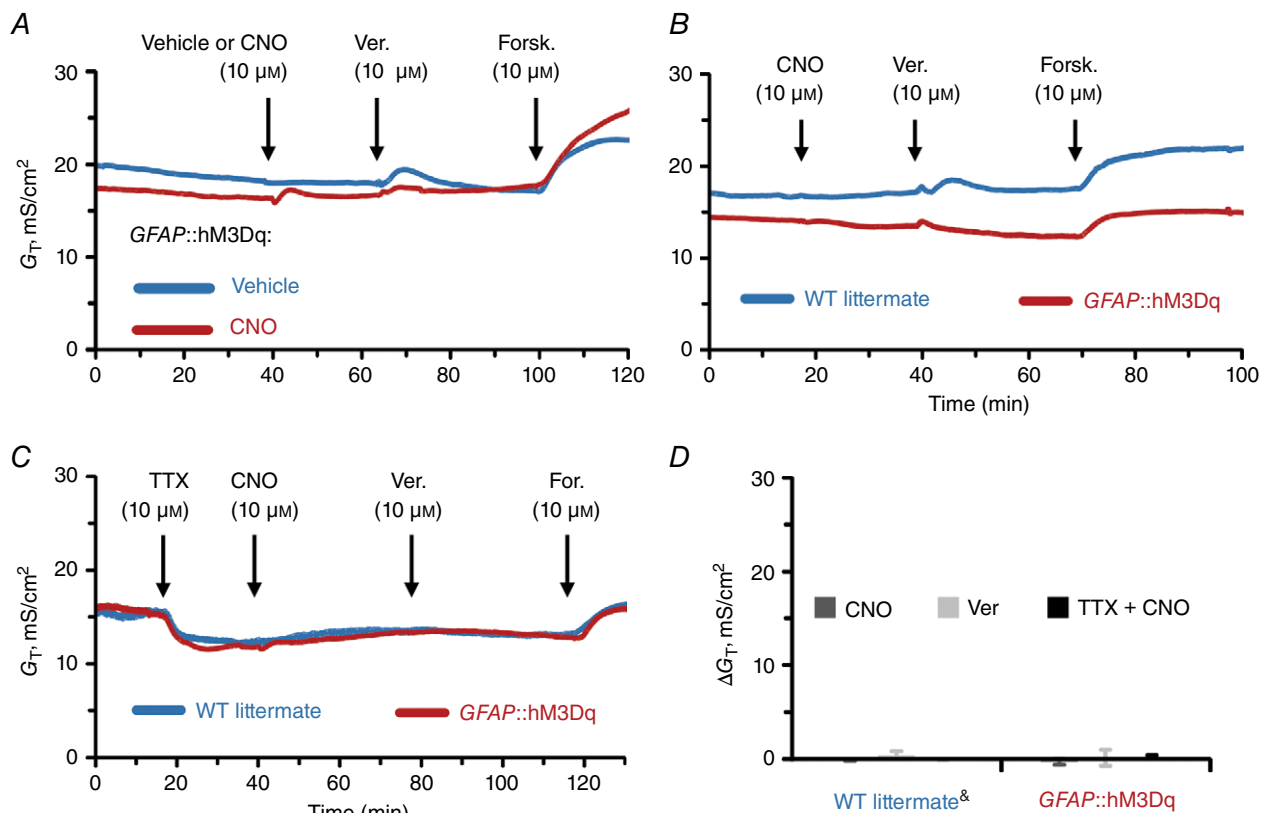 A
Vehicle or CNO
(10 µM)
Ver.
(10 µM)
Forsk.
(10 µM)
30
20
10
0
G_T, mS/cm²
GFAP::hM3Dq:
Vehicle
CNO
0 20 40 60 80 100 120
B
CNO
(10 µM)
Ver.
(10 µM)
Forsk.
(10 µM)
30
20
10
0
WT littermate
GFAP::hM3Dq
0 20 40 60 80 100
Time (min)
C
TTX
(10 µM)
CNO
(10 µM)
Ver.
(10 µM)
For.
(10 µM)
30
20
10
0
G_T, mS/cm²
WT littermate
GFAP::hM3Dq
0 20 40 60 80 100 120
Time (min)
D
30
20
10
0
ΔG_T, mS/cm²
CNO
Ver
TTX + CNO
WT littermate&
GFAP::hM3Dq